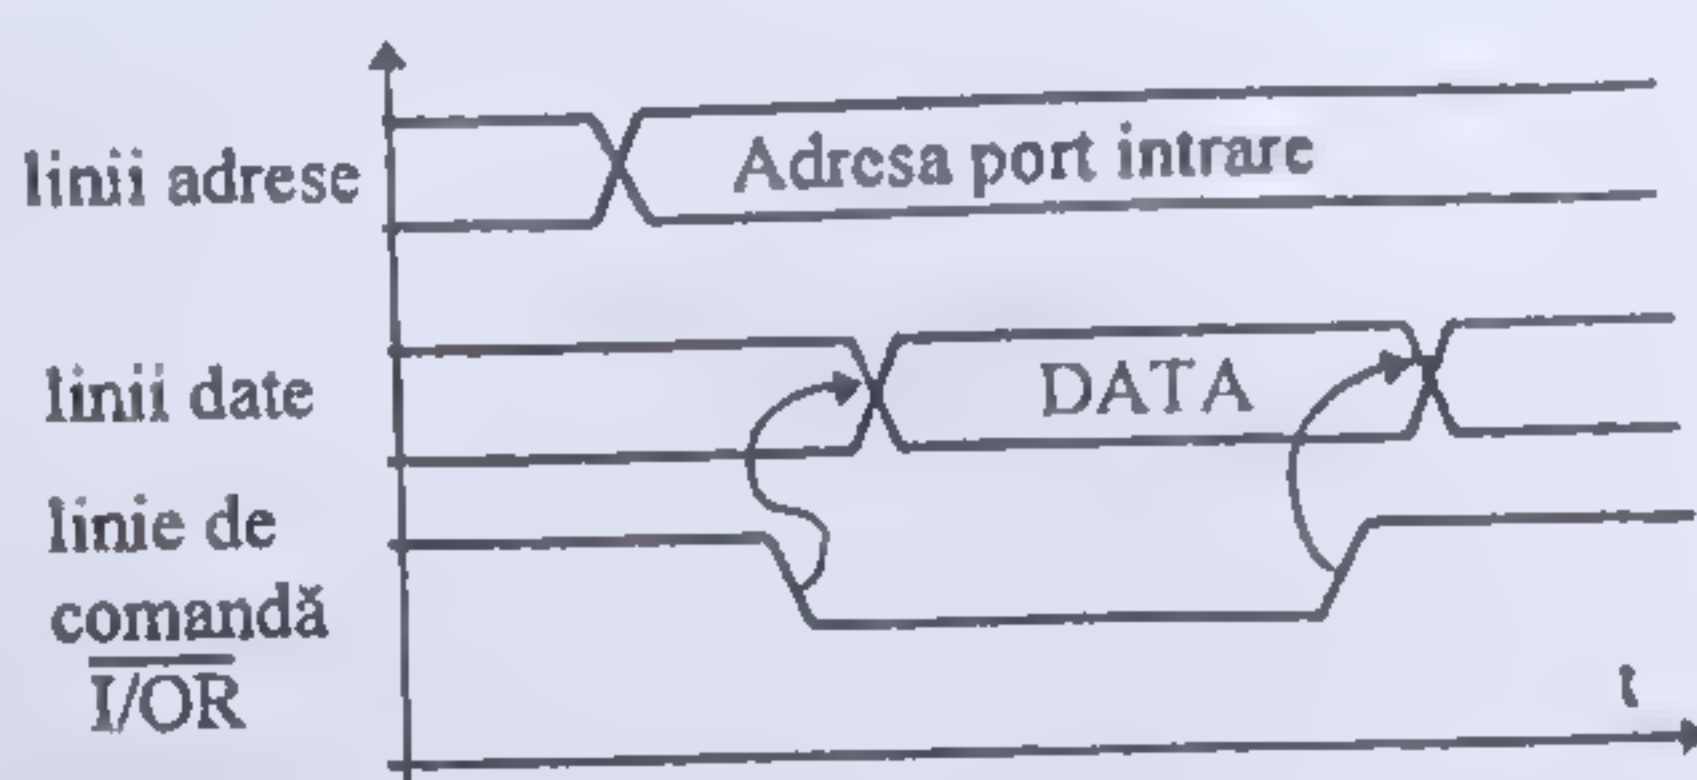 linii adrese
Adresa port intrare
linii date
DATA
linie de
comandă
I/OR
t